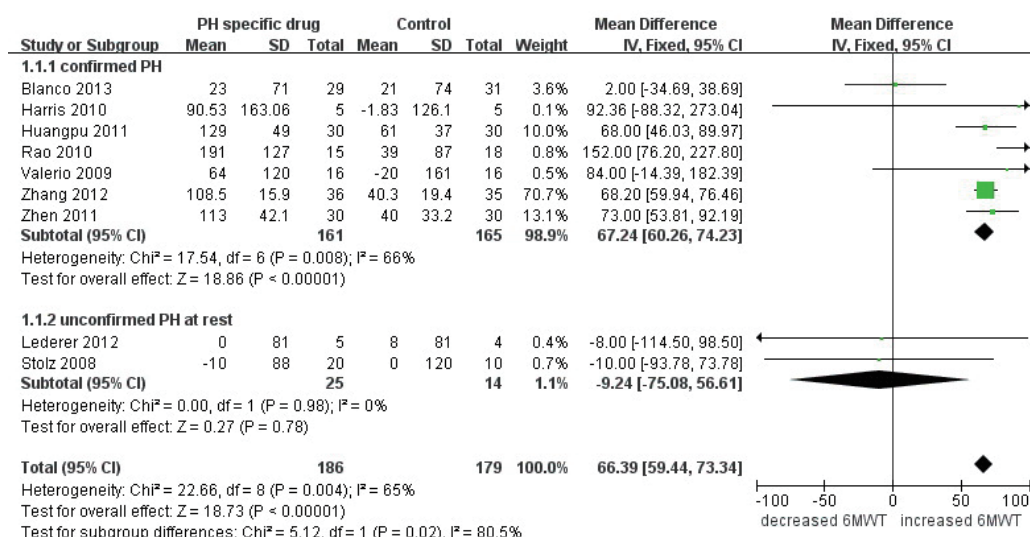 PH specific drug Control Mean Difference Mean Difference
Study or Subgroup Mean SD Total Mean SD Total Weight IV, Fixed, 95% CI IV, Fixed, 95% CI
1.1.1 confirmed PH
Blanco 2013 23 71 29 21 74 31 3.6% 2.00 [-34.69, 38.69]
Harris 2010 90.53 163.06 5 -1.83 126.1 5 0.1% 92.36 [-88.32, 273.04]
Huangpu 2011 129 49 30 61 37 30 10.0% 68.00 [46.03, 89.97]
Rao 2010 191 127 15 39 87 18 0.8% 152.00 [76.20, 227.80]
Valerio 2009 64 120 16 -20 161 16 0.5% 84.00 [-14.39, 182.39]
Zhang 2012 108.5 15.9 36 40.3 19.4 35 70.7% 68.20 [59.94, 76.46]
Zhen 2011 113 42.1 30 40 33.2 30 13.1% 73.00 [53.81, 92.19]
Subtotal (95% CI) 161 165 98.9% 67.24 [60.26, 74.23]
Heterogeneity: Chi² = 17.54, df = 6 (P = 0.008); I² = 66%
Test for overall effect: Z = 18.86 (P < 0.00001)
1.1.2 unconfirmed PH at rest
Lederer 2012 0 81 5 8 81 4 0.4% -8.00 [-114.50, 98.50]
Stolz 2008 -10 88 20 0 120 10 0.7% -10.00 [-93.78, 73.78]
Subtotal (95% CI) 25 14 1.1% -9.24 [-75.08, 56.61]
Heterogeneity: Chi² = 0.00, df = 1 (P = 0.98); I² = 0%
Test for overall effect: Z = 0.27 (P = 0.78)
Total (95% CI) 186 179 100.0% 66.39 [59.44, 73.34]
Heterogeneity: Chi² = 22.66, df = 8 (P = 0.004); I² = 65%
Test for overall effect: Z = 18.73 (P < 0.00001)
Test for subgroup differences: Chi² = 5.12, df = 1 (P = 0.02), I² = 80.5%
-100 -50 0 50 100
decreased 6MWT increased 6MWT